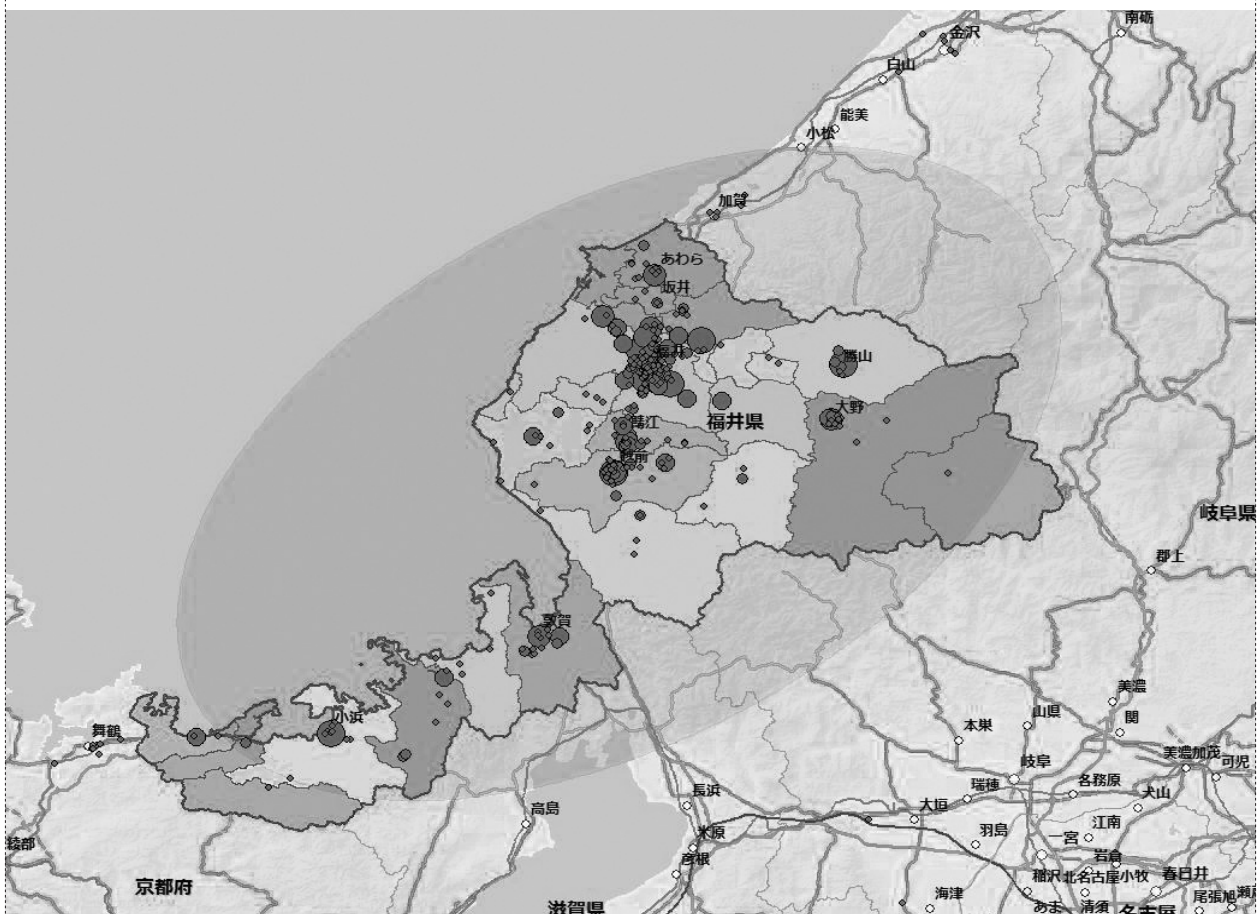 南砺
金沢
白山
能美
小松
加賀
あわら
坂井
福井
勝山
大野
鯖江
福井県
越前
岐阜県
郡上
敦賀
小浜
舞鶴
美濃
関
本巣
山県
美濃加茂
可児
岐阜
各務原
瑞穂
犬山
長浜
大垣
高島
江南
羽島
一宮
米原
岩倉
彦根
綾部
京都府
稲沢
北名古屋
小牧
春日井
海津
滋賀県
あま
清須
名古屋
尾張旭